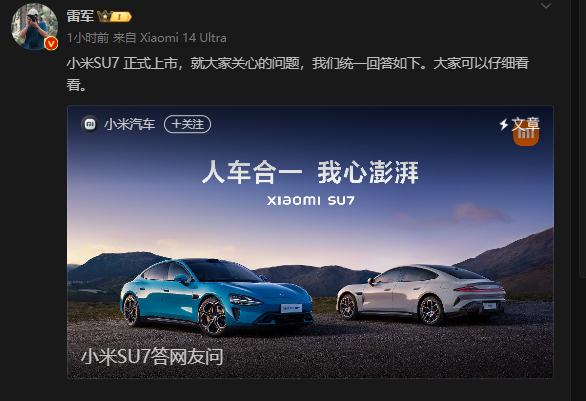 雷军
1小时前 来自 Xiaomi 14 Ultra
小米SU7 正式上市，就大家关心的问题，我们统一回答如下。大家可以仔细看
看。
小米汽车 +关注
文章
人车合一 我心澎湃
XIAOMI SU7
小米SU7答网友问